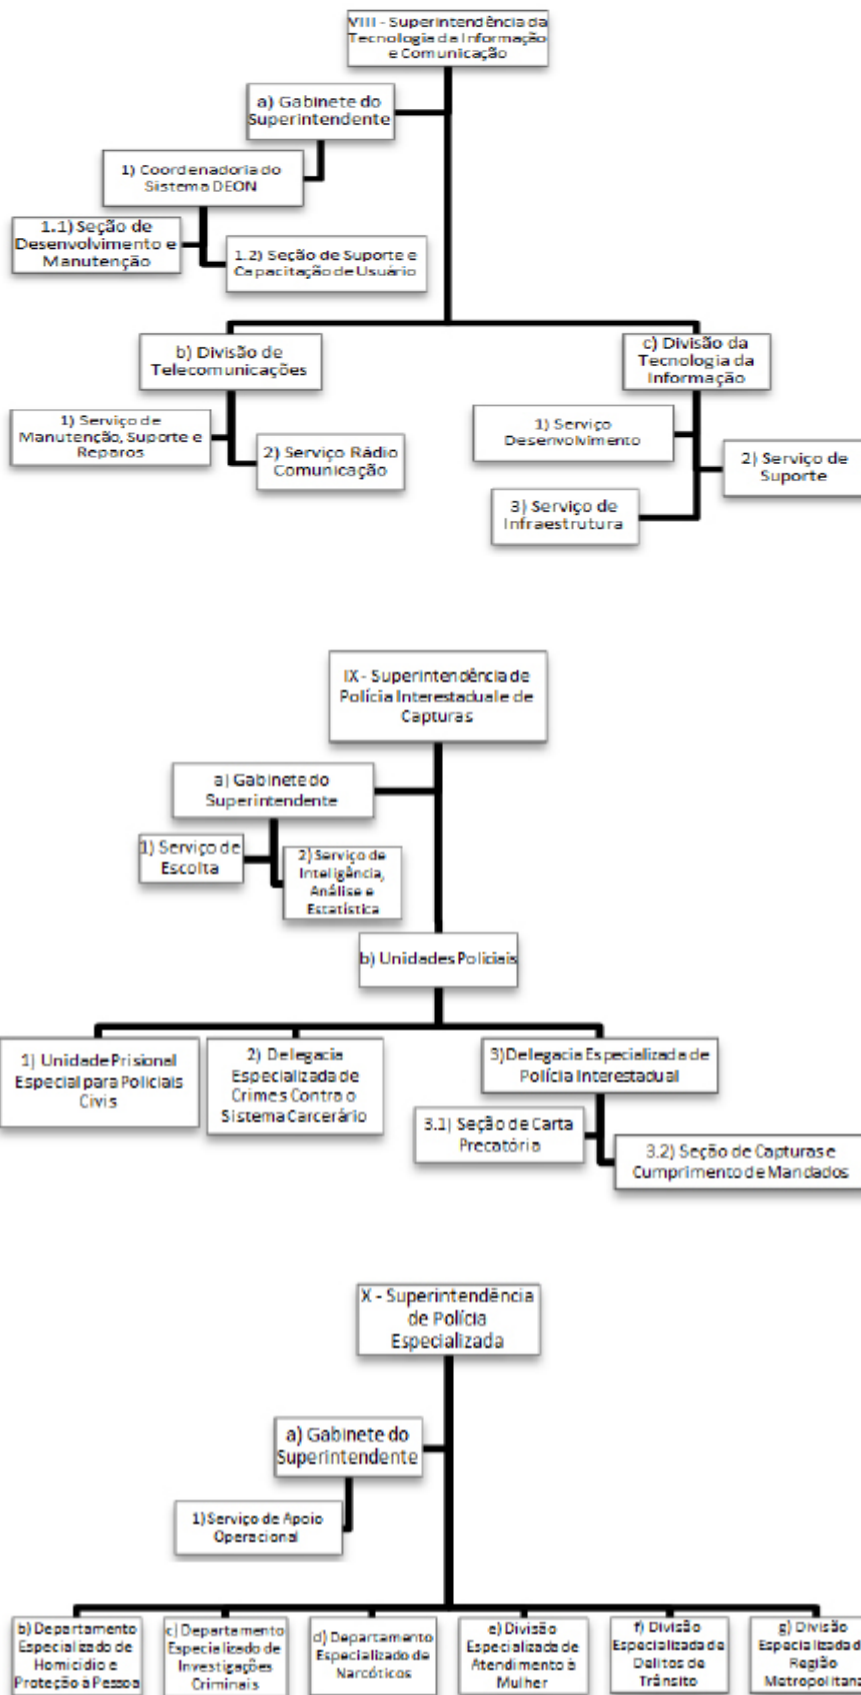 VIII - Superintendência da
Tecnologia da Informação
e Comunicação
a) Gabinete do
Superintendente
1) Coordenadoria do
Sistema DEON
1.1) Seção de
Desenvolvimento e
Manutenção
1.2) Seção de Suporte e
Capacitação de Usuário
b) Divisão de
Telecomunicações
c) Divisão da
Tecnologia da
Informação
1) Serviço de
Manutenção, Suporte e
Reparos
2) Serviço Rádio
Comunicação
1) Serviço
Desenvolvimento
2) Serviço de
Suporte
3) Serviço de
Infraestrutura
IX - Superintendência de
Polícia Interestadual e de
Capturas
a) Gabinete do
Superintendente
1) Serviço de
Escolta
2) Serviço de
Inteligência,
Análise e
Estatística
b) Unidades Policiais
1) Unidade Prisional
Especial para Policiais
Civis
2) Delegacia
Especializada de
Crimes Contra o
Sistema Carcerário
3) Delegacia Especializada de
Polícia Interestadual
3.1) Seção de Carta
Precatória
3.2) Seção de Capturas e
Cumprimento de Mandados
X - Superintendência
de Polícia
Especializada
a) Gabinete do
Superintendente
1) Serviço de Apoio
Operacional
b) Departamento
Especializado de
Homicídio e
Proteção à Pessoa
c) Departamento
Especializado de
Investigações
Criminais
d) Departamento
Especializado de
Narcóticos
e) Divisão
Especializada de
Atendimento à
Mulher
f) Divisão
Especializada de
Delitos de
Trânsito
g) Divisão
Especializada d
Região
Metropolitana